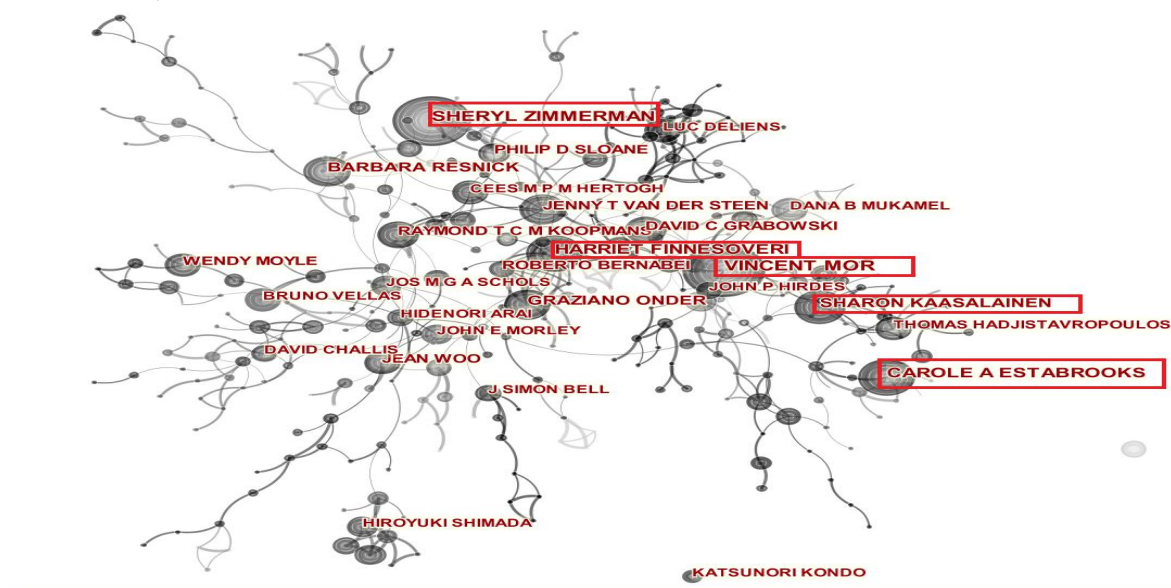 SHERYL ZIMMERMAN
LUC DELIENS
PHILIP D SLOANE
BARBARA RESNICK
CEES M P M HERTOGH
JENNY T VAN DER STEEN
DANA B MUKAMEL
DAVID C GRABOWSKI
RAYMOND T C M KOOPMANS
HARRIET FINNESOVERI
WENDY MOYLE
ROBERTO BERNABEI
VINCENT MOR
JOS M G A SCHOLS
JOHN P HIRDES
BRUNO VELLAS
GRAZIANO ONDER
SHARON KAASALAINEN
HIDENORI ARAI
THOMAS HADJISTAVROPOULOS
JOHN E MORLEY
DAVID CHALLIS
JEAN WOO
CAROLE A ESTABROOKS
J SIMON BELL
HIROYUKI SHIMADA
KATSUNORI KONDO